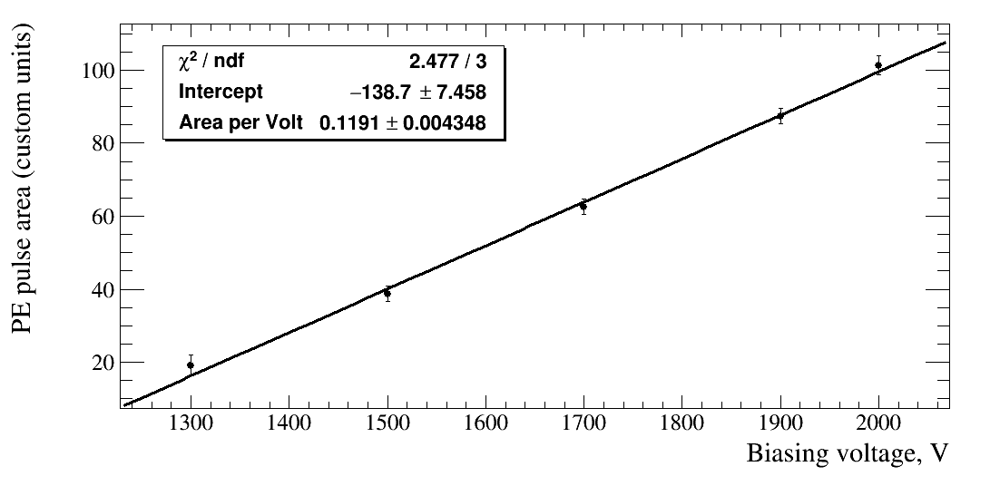 PE pulse area (custom units)
χ² / ndf 2.477 / 3
Intercept −138.7 ± 7.458
Area per Volt 0.1191 ± 0.004348
100
80
60
40
20
1300 1400 1500 1600 1700 1800 1900 2000
Biasing voltage, V